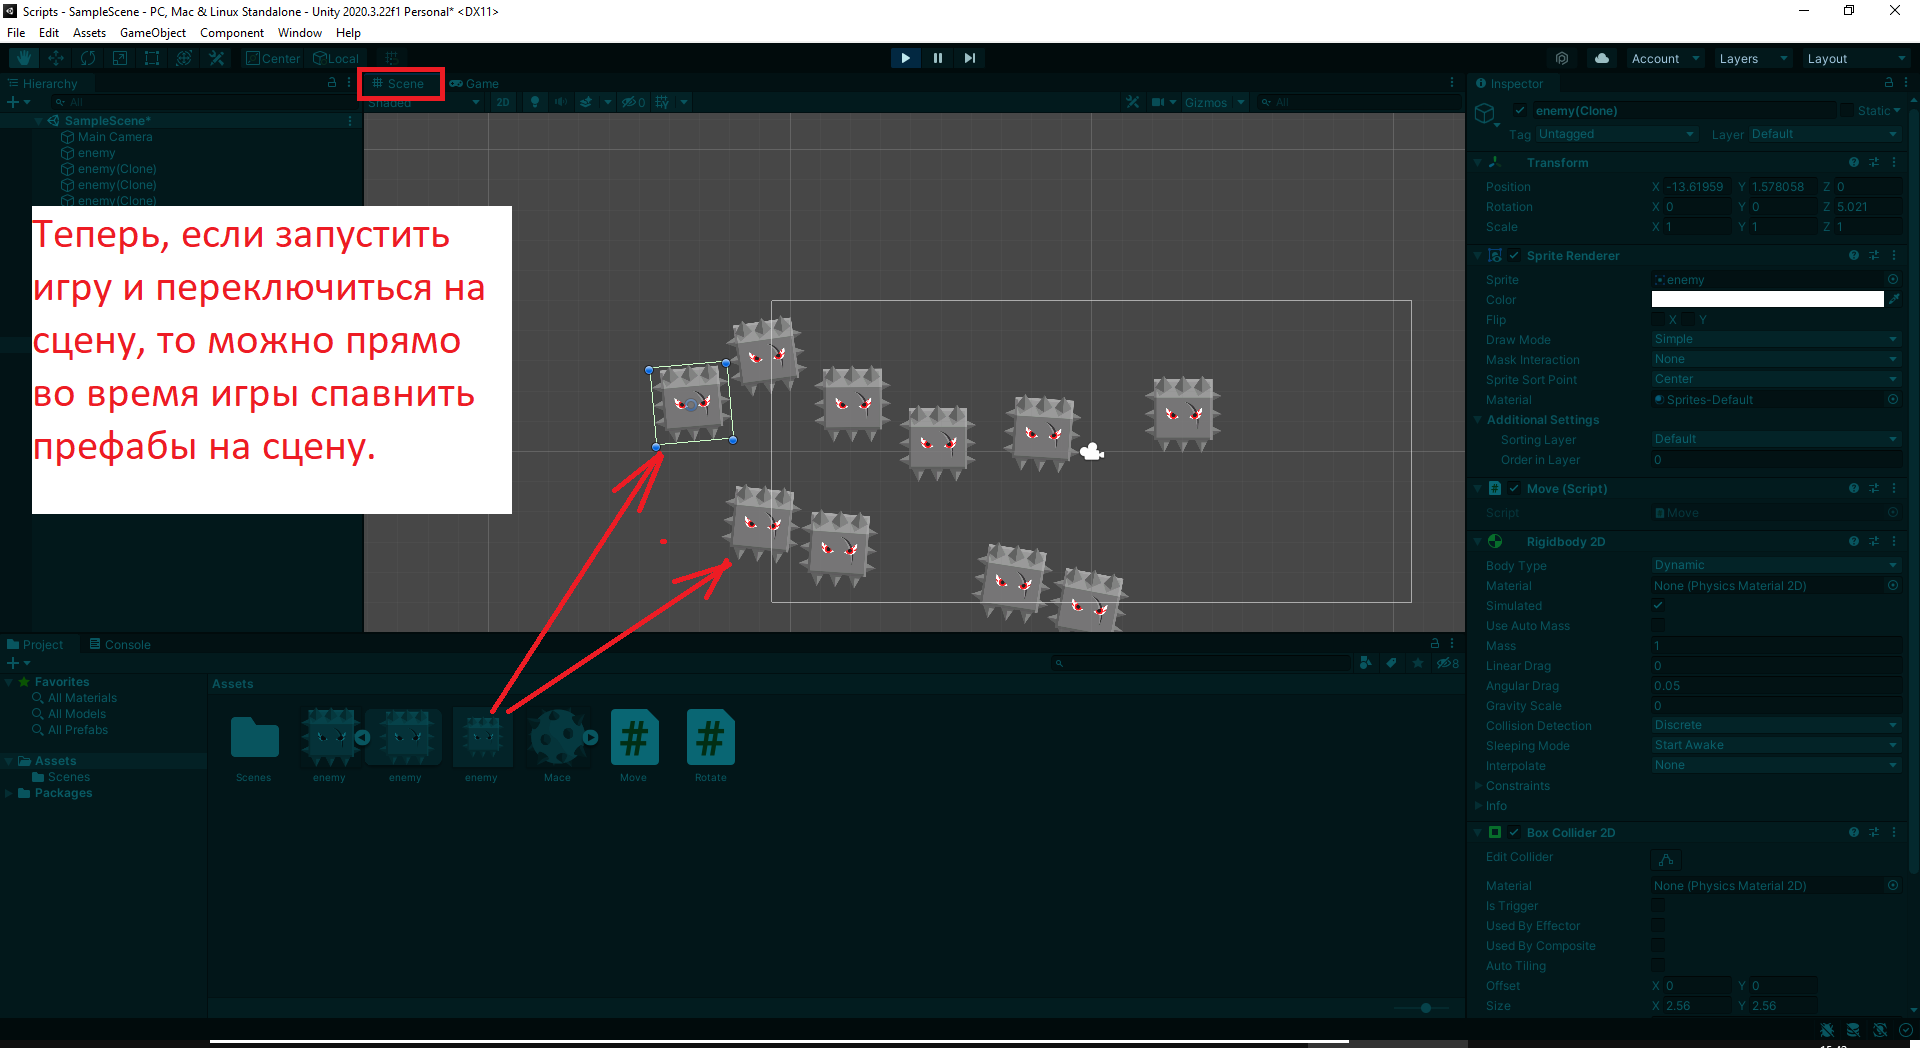 Scripts - SampleScene - PC, Mac & Linux Standalone - Unity 2020.3.22f1 Personal* <DX11>
File Edit Assets GameObject Component Window Help
Center Local Account Layers Layout
Hierarchy
All
SampleScene*
Main Camera
enemy
enemy(Clone)
enemy(Clone)
enemy(Clone)
Scene Game
Shaded 2D 0 Gizmos All
Теперь, если запустить
игру и переключиться на
сцену, то можно прямо
во время игры спавнить
префабы на сцену.
Project Console
8
Favorites
All Materials
All Models
All Prefabs
Assets
Scenes
Packages
Assets
Scenes enemy enemy enemy Mace Move Rotate
Inspector
enemy(Clone) Static
Tag Untagged Layer Default
Transform
Position X -13.61959 Y 1.578058 Z 0
Rotation X 0 Y 0 Z 5.021
Scale X 1 Y 1 Z 1
Sprite Renderer
Sprite enemy
Color
Flip X Y
Draw Mode Simple
Mask Interaction None
Sprite Sort Point Center
Material Sprites-Default
Additional Settings
Sorting Layer Default
Order in Layer 0
# Move (Script)
Script Move
Rigidbody 2D
Body Type Dynamic
Material None (Physics Material 2D)
Simulated
Use Auto Mass
Mass 1
Linear Drag 0
Angular Drag 0.05
Gravity Scale 0
Collision Detection Discrete
Sleeping Mode Start Awake
Interpolate None
Constraints
Info
Box Collider 2D
Edit Collider
Material None (Physics Material 2D)
Is Trigger
Used By Effector
Used By Composite
Auto Tiling
Offset X 0 Y 0
Size X 2.56 Y 2.56